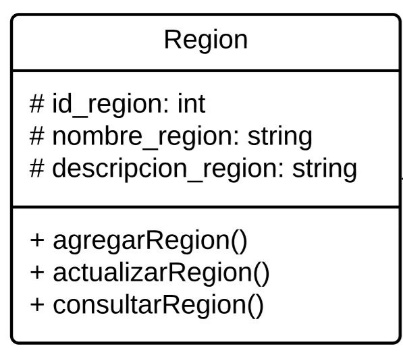 Region
# id_region: int
# nombre_region: string
# descripcion_region: string
+ agregarRegion()
+ actualizarRegion()
+ consultarRegion()